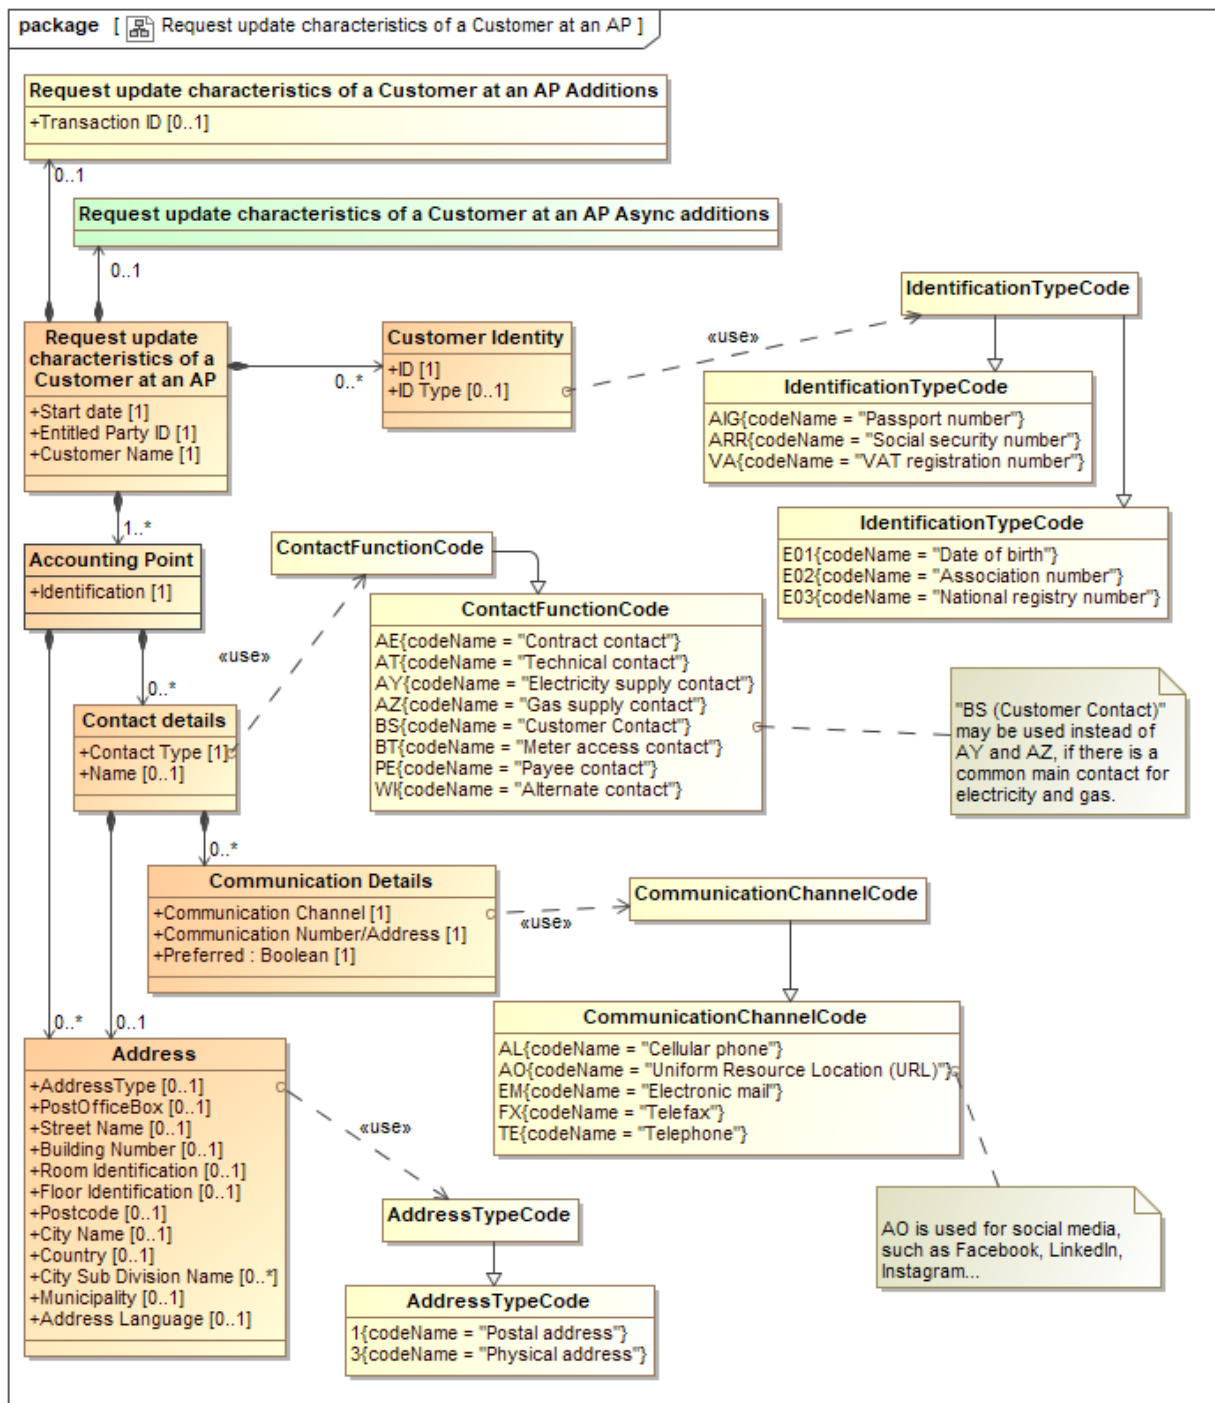 package [ Request update characteristics of a Customer at an AP ]
Request update characteristics of a Customer at an AP Additions
+Transaction ID [0..1]
0..1
Request update characteristics of a Customer at an AP Async additions
0..1
Request update
characteristics of a
Customer at an AP
+Start date [1]
+Entitled Party ID [1]
+Customer Name [1]
0..*
Customer Identity
+ID [1]
+ID Type [0..1]
«use»
IdentificationTypeCode
IdentificationTypeCode
AIG{codeName = "Passport number"}
ARR{codeName = "Social security number"}
VA{codeName = "VAT registration number"}
IdentificationTypeCode
E01{codeName = "Date of birth"}
E02{codeName = "Association number"}
E03{codeName = "National registry number"}
1..*
Accounting Point
+Identification [1]
ContactFunctionCode
«use»
ContactFunctionCode
AE{codeName = "Contract contact"}
AT{codeName = "Technical contact"}
AY{codeName = "Electricity supply contact"}
AZ{codeName = "Gas supply contact"}
BS{codeName = "Customer Contact"}
BT{codeName = "Meter access contact"}
PE{codeName = "Payee contact"}
WI{codeName = "Alternate contact"}
"BS (Customer Contact)"
may be used instead of
AY and AZ, if there is a
common main contact for
electricity and gas.
0..*
Contact details
+Contact Type [1]
+Name [0..1]
0..*
Communication Details
+Communication Channel [1]
+Communication Number/Address [1]
+Preferred : Boolean [1]
«use»
CommunicationChannelCode
CommunicationChannelCode
AL{codeName = "Cellular phone"}
AO{codeName = "Uniform Resource Location (URL)"}
EM{codeName = "Electronic mail"}
FX{codeName = "Telefax"}
TE{codeName = "Telephone"}
AO is used for social media,
such as Facebook, LinkedIn,
Instagram...
0..*
0..1
Address
+AddressType [0..1]
+PostOfficeBox [0..1]
+Street Name [0..1]
+Building Number [0..1]
+Room Identification [0..1]
+Floor Identification [0..1]
+Postcode [0..1]
+City Name [0..1]
+Country [0..1]
+City Sub Division Name [0..*]
+Municipality [0..1]
+Address Language [0..1]
«use»
AddressTypeCode
AddressTypeCode
1{codeName = "Postal address"}
3{codeName = "Physical address"}